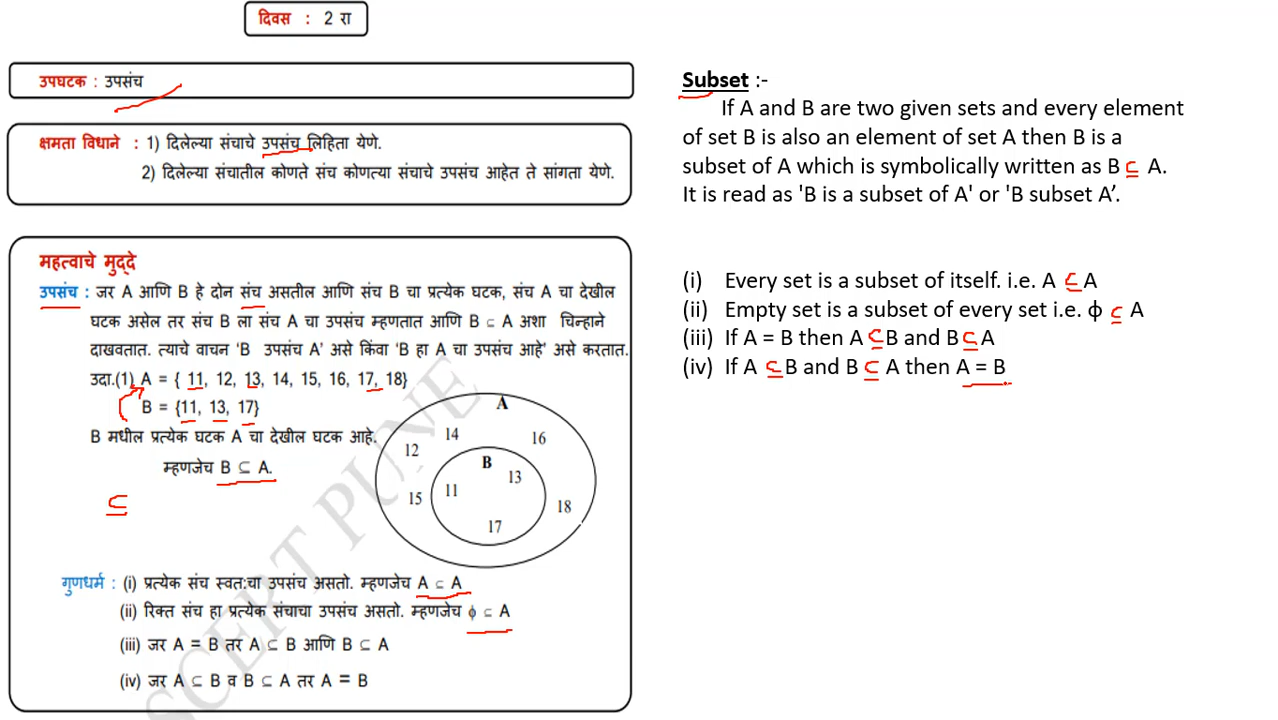 दिवस : 2 रा
उपघटक : उपसंच
क्षमता विधाने : 1) दिलेल्या संचाचे उपसंच लिहिता येणे.
2) दिलेल्या संचातील कोणते संच कोणत्या संचाचे उपसंच आहेत ते सांगता येणे.
महत्वाचे मुद्दे
उपसंच : जर A आणि B हे दोन संच असतील आणि संच B चा प्रत्येक घटक, संच A चा देखील
घटक असेल तर संच B ला संच A चा उपसंच म्हणतात आणि B ⊂ A अशा चिन्हाने
दाखवतात. त्याचे वाचन ‘B उपसंच A’ असे किंवा ‘B हा A चा उपसंच आहे’ असे करतात.
उदा.(1) A = { 11, 12, 13, 14, 15, 16, 17, 18}
B = {11, 13, 17}
B मधील प्रत्येक घटक A चा देखील घटक आहे.
म्हणजेच B ⊆ A.
⊆
A
14
16
12
B
13
11
15
18
17
गुणधर्म : (i) प्रत्येक संच स्वत:चा उपसंच असतो. म्हणजेच A ⊂ A
(ii) रिक्त संच हा प्रत्येक संचाचा उपसंच असतो. म्हणजेच ϕ ⊂ A
(iii) जर A = B तर A ⊂ B आणि B ⊂ A
(iv) जर A ⊂ B व B ⊂ A तर A = B
SCERT PUNE
Subset :-
If A and B are two given sets and every element
of set B is also an element of set A then B is a
subset of A which is symbolically written as B ⊆ A.
It is read as 'B is a subset of A' or 'B subset A’.
(i) Every set is a subset of itself. i.e. A ⊆ A
(ii) Empty set is a subset of every set i.e. ϕ ⊆ A
(iii) If A = B then A ⊆ B and B ⊆ A
(iv) If A ⊆ B and B ⊆ A then A = B